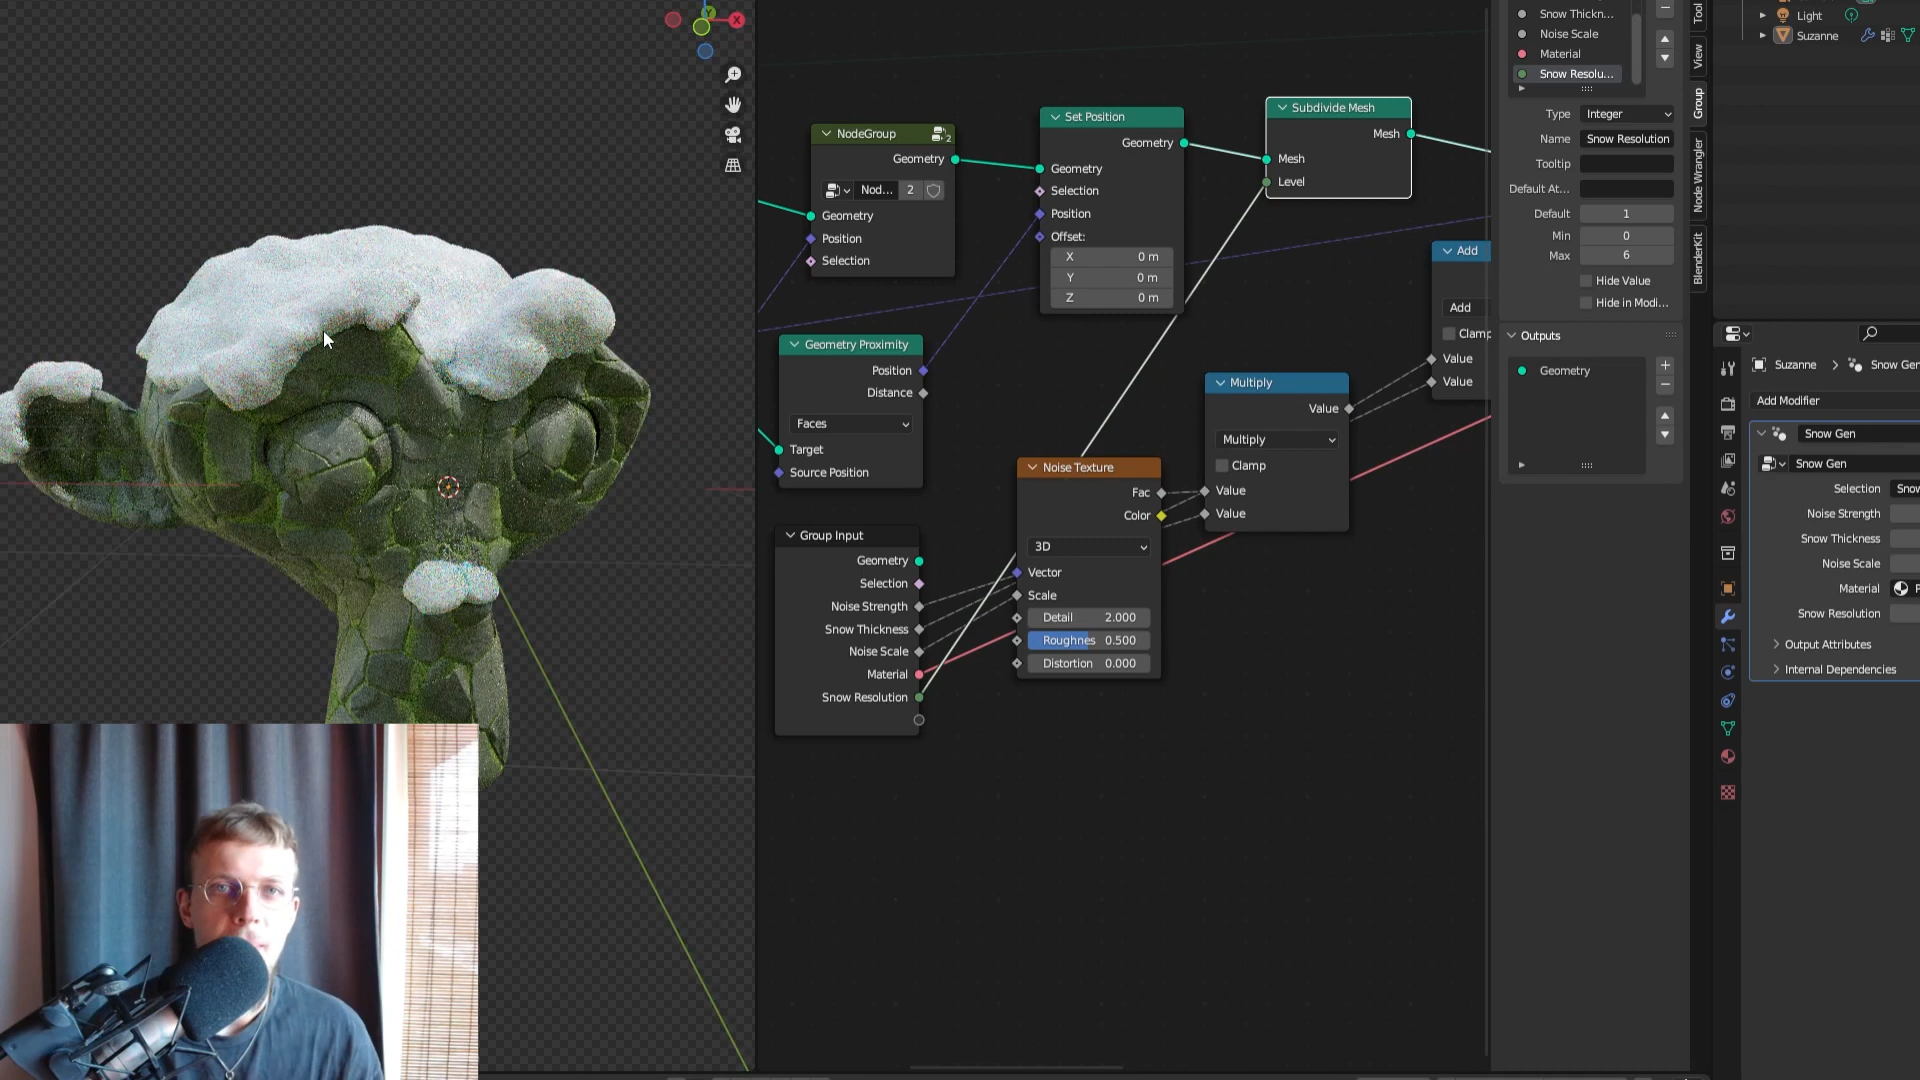 Y
X
NodeGroup
2
Geometry
Nod...
2
Geometry
Position
Selection
Set Position
Geometry
Geometry
Selection
Position
Offset:
X 0 m
Y 0 m
Z 0 m
Subdivide Mesh
Mesh
Mesh
Level
Geometry Proximity
Position
Distance
Faces
Target
Source Position
Group Input
Geometry
Selection
Noise Strength
Snow Thickness
Noise Scale
Material
Snow Resolution
Noise Texture
Fac
Color
3D
Vector
Scale
Detail 2.000
Roughnes 0.500
Distortion 0.000
Multiply
Value
Multiply
Clamp
Value
Value
Add
Add
Clamp
Value
Value
Snow Thickn...
Noise Scale
Material
Snow Resolu...
Type Integer
Name Snow Resolution
Tooltip
Default At...
Default 1
Min 0
Max 6
Hide Value
Hide in Modi...
Outputs
Geometry
Tool
View
Group
Node Wrangler
BlenderKit
Light
Suzanne
Suzanne
Snow Gen
Add Modifier
Snow Gen
Snow Gen
Selection Snow
Noise Strength
Snow Thickness
Noise Scale
Material
Snow Resolution
Output Attributes
Internal Dependencies